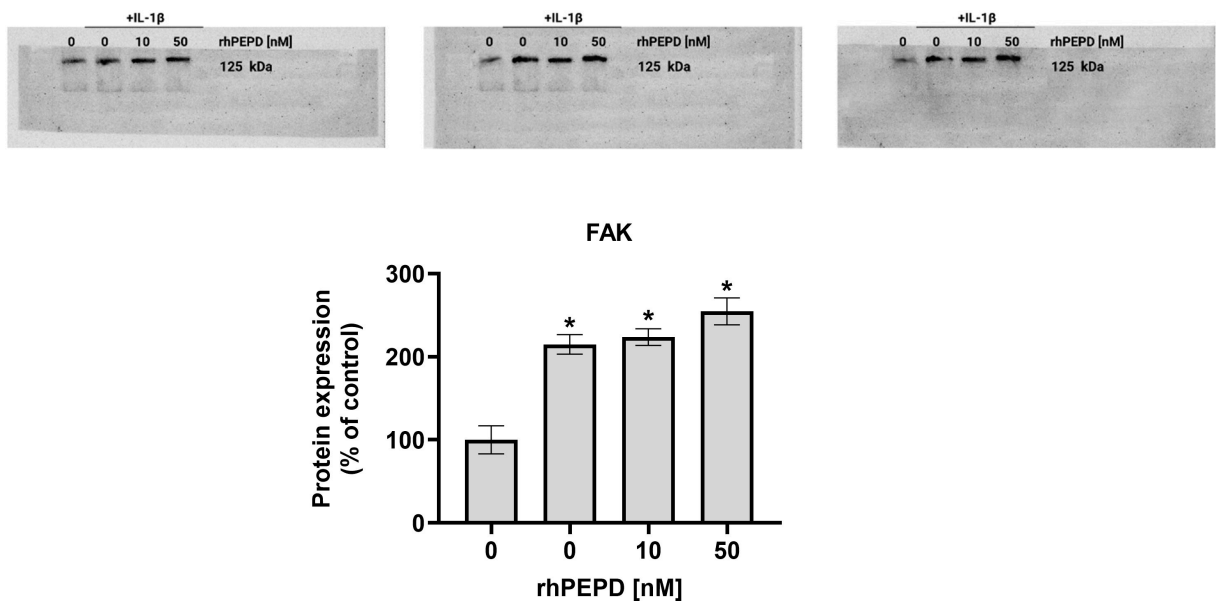 +IL-1β
0 0 10 50 rhPEPD [nM]
125 kDa
+IL-1β
0 0 10 50 rhPEPD [nM]
125 kDa
+IL-1β
0 0 10 50 rhPEPD [nM]
125 kDa
FAK
Protein expression
(% of control)
300
200
100
0
0 0 10 50
* * *
rhPEPD [nM]